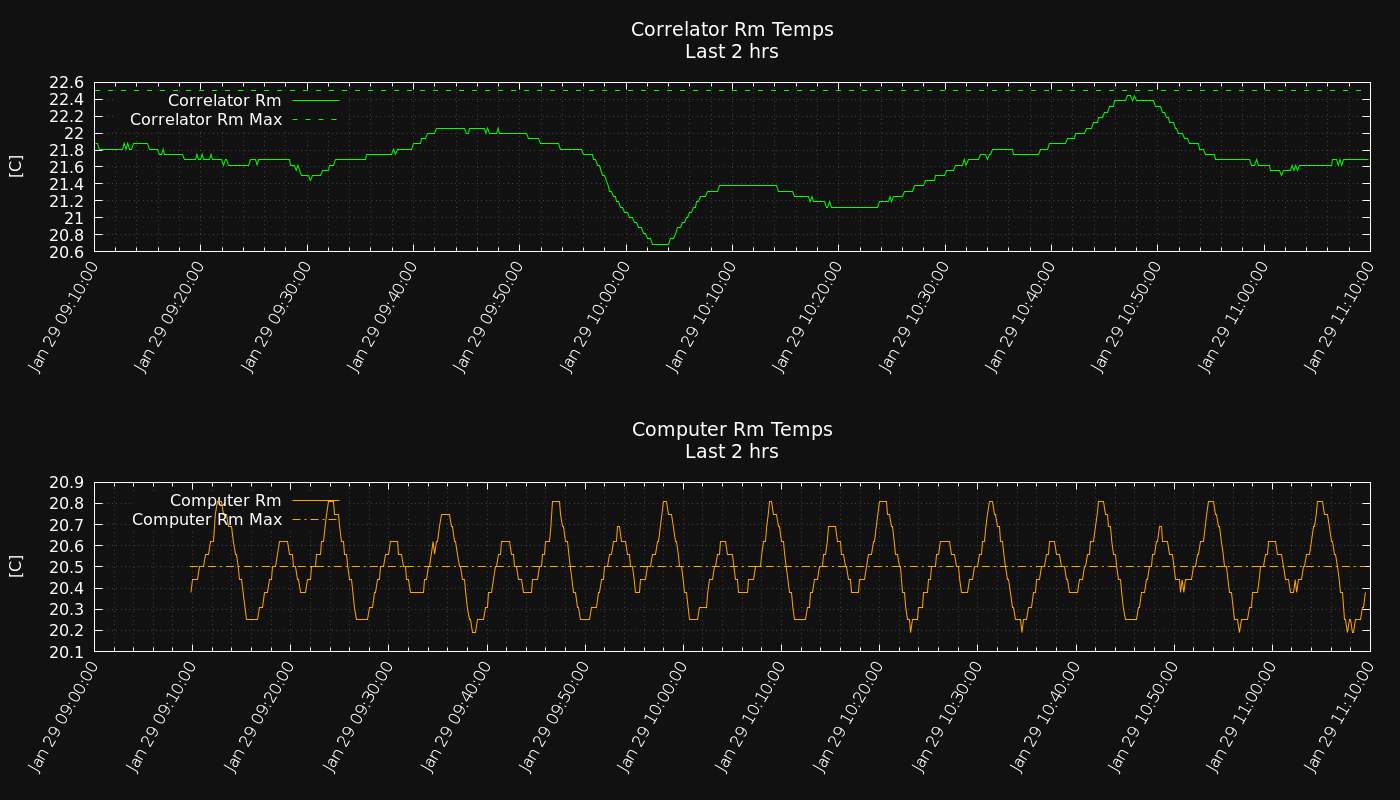 Correlator Rm Temps
Last 2 hrs
[C]
22.6
22.4
22.2
22
21.8
21.6
21.4
21.2
21
20.8
20.6
Correlator Rm
Correlator Rm Max
Jan 29 09:10:00
Jan 29 09:20:00
Jan 29 09:30:00
Jan 29 09:40:00
Jan 29 09:50:00
Jan 29 10:00:00
Jan 29 10:10:00
Jan 29 10:20:00
Jan 29 10:30:00
Jan 29 10:40:00
Jan 29 10:50:00
Jan 29 11:00:00
Jan 29 11:10:00
Computer Rm Temps
Last 2 hrs
[C]
20.9
20.8
20.7
20.6
20.5
20.4
20.3
20.2
20.1
Computer Rm
Computer Rm Max
Jan 29 09:00:00
Jan 29 09:10:00
Jan 29 09:20:00
Jan 29 09:30:00
Jan 29 09:40:00
Jan 29 09:50:00
Jan 29 10:00:00
Jan 29 10:10:00
Jan 29 10:20:00
Jan 29 10:30:00
Jan 29 10:40:00
Jan 29 10:50:00
Jan 29 11:00:00
Jan 29 11:10:00